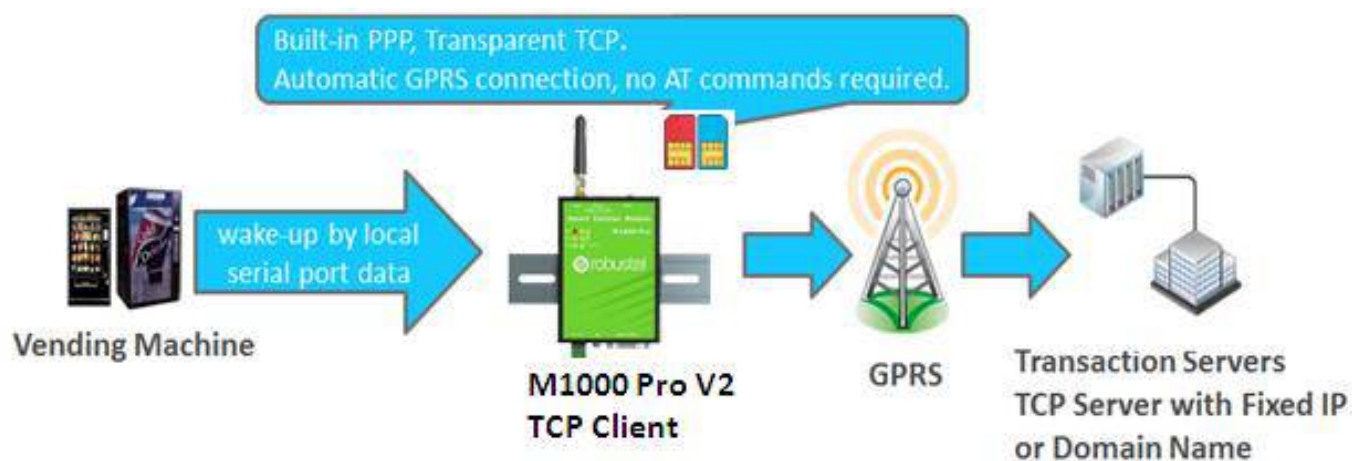 Built-in PPP, Transparent TCP.
Automatic GPRS connection, no AT commands required.
wake-up by local
serial port data
robustel
Vending Machine
M1000 Pro V2
TCP Client
GPRS
Transaction Servers
TCP Server with Fixed IP
or Domain Name